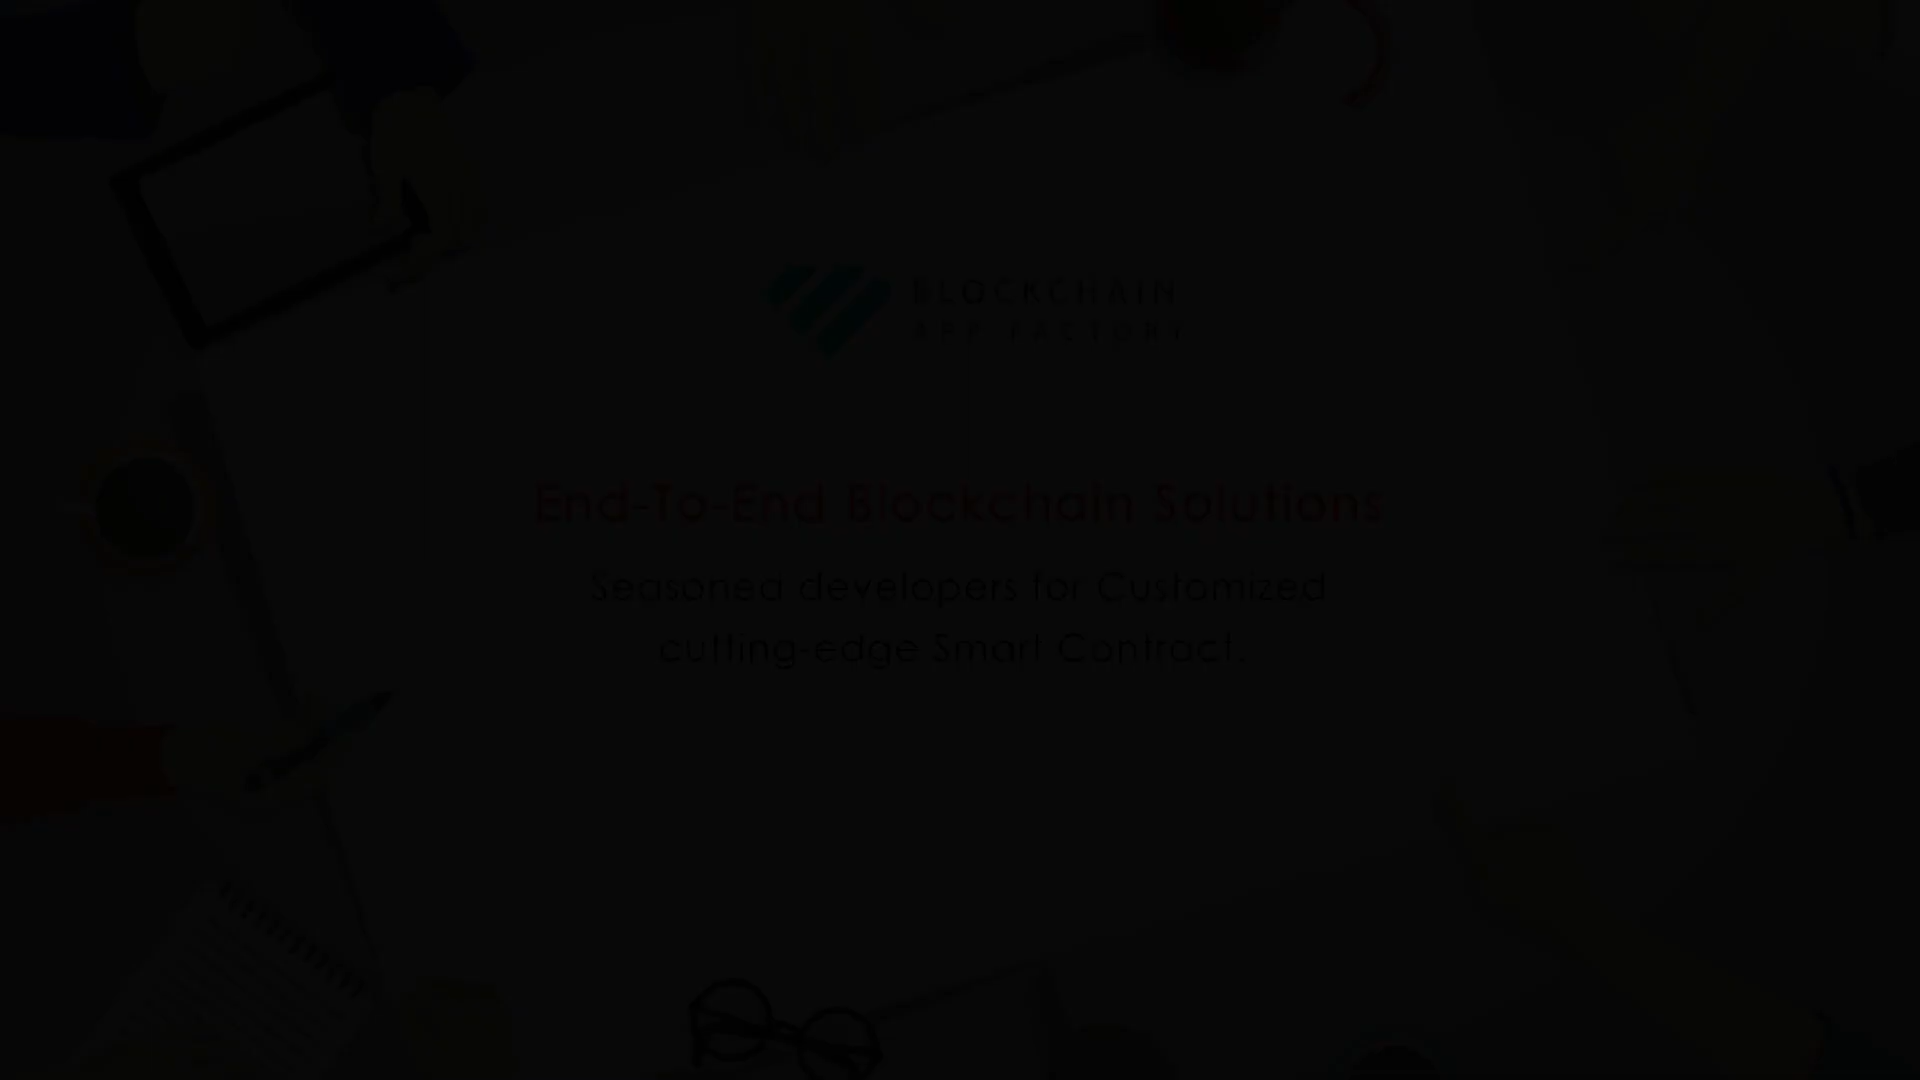 BLOCKCHAIN
APP FACTORY
End-To-End Blockchain Solutions
Seasoned developers for Customized
cutting-edge Smart Contract.